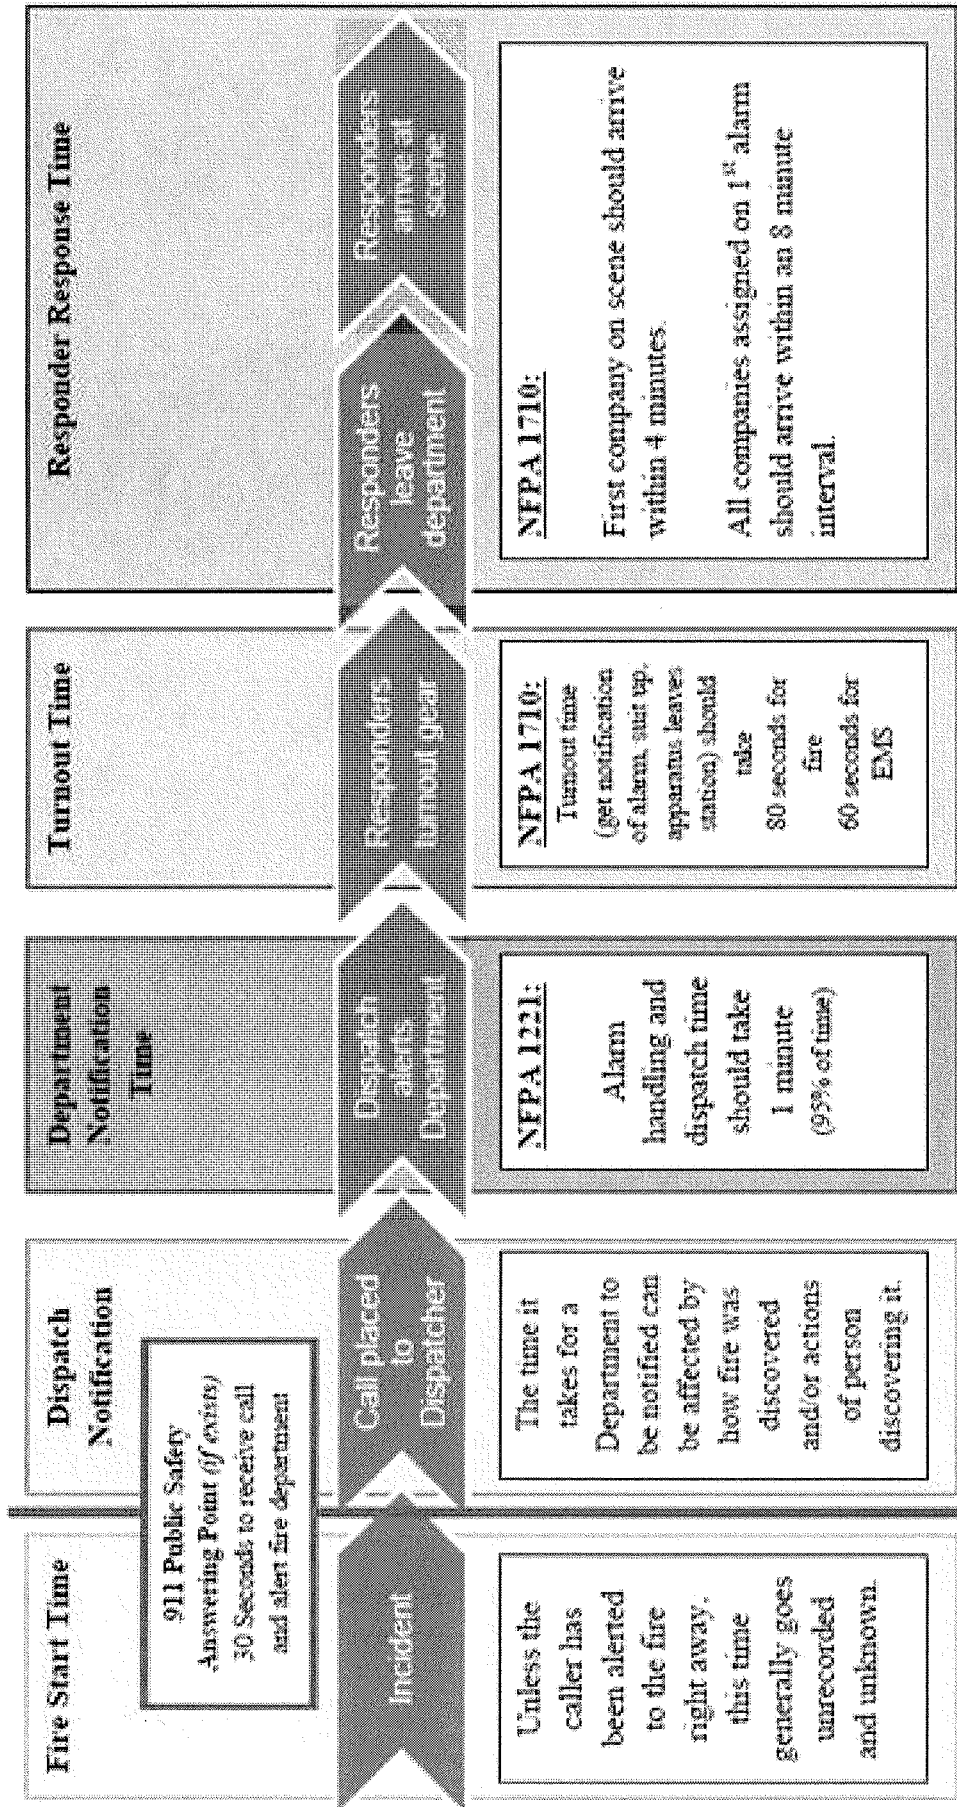 Fire Start Time
911 Public Safety
Answering Point (if exists)
30 Seconds to receive call
and alert fire department
Incident
Unless the
caller has
been alerted
to the fire
right away,
this time
generally goes
unrecorded
and unknown.
Dispatch
Notification
Call placed
to
Dispatcher
The time it
takes for a
Department to
be notified can
be affected by
how fire was
discovered
and/or actions
of person
discovering it.
Department
Notification
Time
Dispatch
alerts
Department
NFPA 1221:
Alarm
handling and
dispatch time
should take
1 minute
(95% of time)
Turnout Time
Responders
turnout gear
NFPA 1710:
Turnout time
(get notification
of alarm, suit up,
apparatus leaves
station) should
take
80 seconds for
fire
60 seconds for
EMS
Responder Response Time
Responders
leave
department
Responders
arrive at
scene
NFPA 1710:
First company on scene should arrive
within 4 minutes.
All companies assigned on 1st alarm
should arrive within an 8 minute
interval.